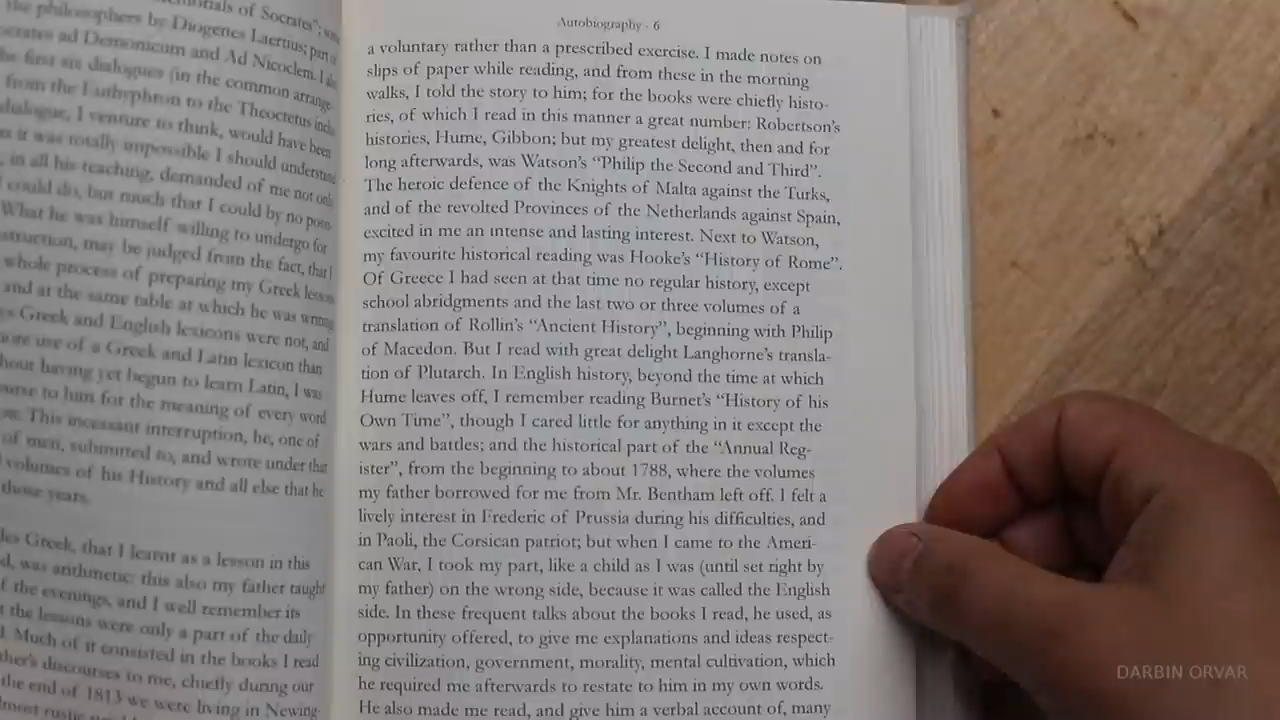 morials of Socrates";
the philosophers by Diogenes Laertius; part
ocrates ad Demonicum and Ad Nicoclem. I also
he first six dialogues (in the common arrange-
from the Euthyphron to the Theoctetus
dialogue, I venture to think, would have been
as it was totally impossible I should understand
, in all his teaching, demanded of me not only
could do, but much that I could by no
What he was himself willing to undergo for
struction, may be judged from the fact, that I
whole process of preparing my Greek
and at the same table at which he was writing
s Greek and English lexicons were not, and
more use of a Greek and Latin lexicon than
hout having yet begun to learn Latin, I was
ourse to him for the meaning of every word
ow. This incessant interruption, he, one of
of men, submitted to, and wrote under that
volumes of his History and all else that he
those years.
les Greek, that I learnt as a lesson in this
d, was arithmetic: this also my father taught
f the evenings, and I well remember its
t the lessons were only a part of the daily
d. Much of it consisted in the books I read
ther's discourses to me, chiefly during our
the end of 1813 we were living in Newing-
lmost rustic
Autobiography - 6
a voluntary rather than a prescribed exercise. I made notes on
slips of paper while reading, and from these in the morning
walks, I told the story to him; for the books were chiefly histo-
ries, of which I read in this manner a great number: Robertson's
histories, Hume, Gibbon; but my greatest delight, then and for
long afterwards, was Watson's "Philip the Second and Third".
The heroic defence of the Knights of Malta against the Turks,
and of the revolted Provinces of the Netherlands against Spain,
excited in me an intense and lasting interest. Next to Watson,
my favourite historical reading was Hooke's "History of Rome".
Of Greece I had seen at that time no regular history, except
school abridgments and the last two or three volumes of a
translation of Rollin's "Ancient History", beginning with Philip
of Macedon. But I read with great delight Langhorne's transla-
tion of Plutarch. In English history, beyond the time at which
Hume leaves off, I remember reading Burnet's "History of his
Own Time", though I cared little for anything in it except the
wars and battles; and the historical part of the "Annual Reg-
ister", from the beginning to about 1788, where the volumes
my father borrowed for me from Mr. Bentham left off. I felt a
lively interest in Frederic of Prussia during his difficulties, and
in Paoli, the Corsican patriot; but when I came to the Ameri-
can War, I took my part, like a child as I was (until set right by
my father) on the wrong side, because it was called the English
side. In these frequent talks about the books I read, he used, as
opportunity offered, to give me explanations and ideas respect-
ing civilization, government, morality, mental cultivation, which
he required me afterwards to restate to him in my own words.
He also made me read, and give him a verbal account of, many
DARBIN ORVAR